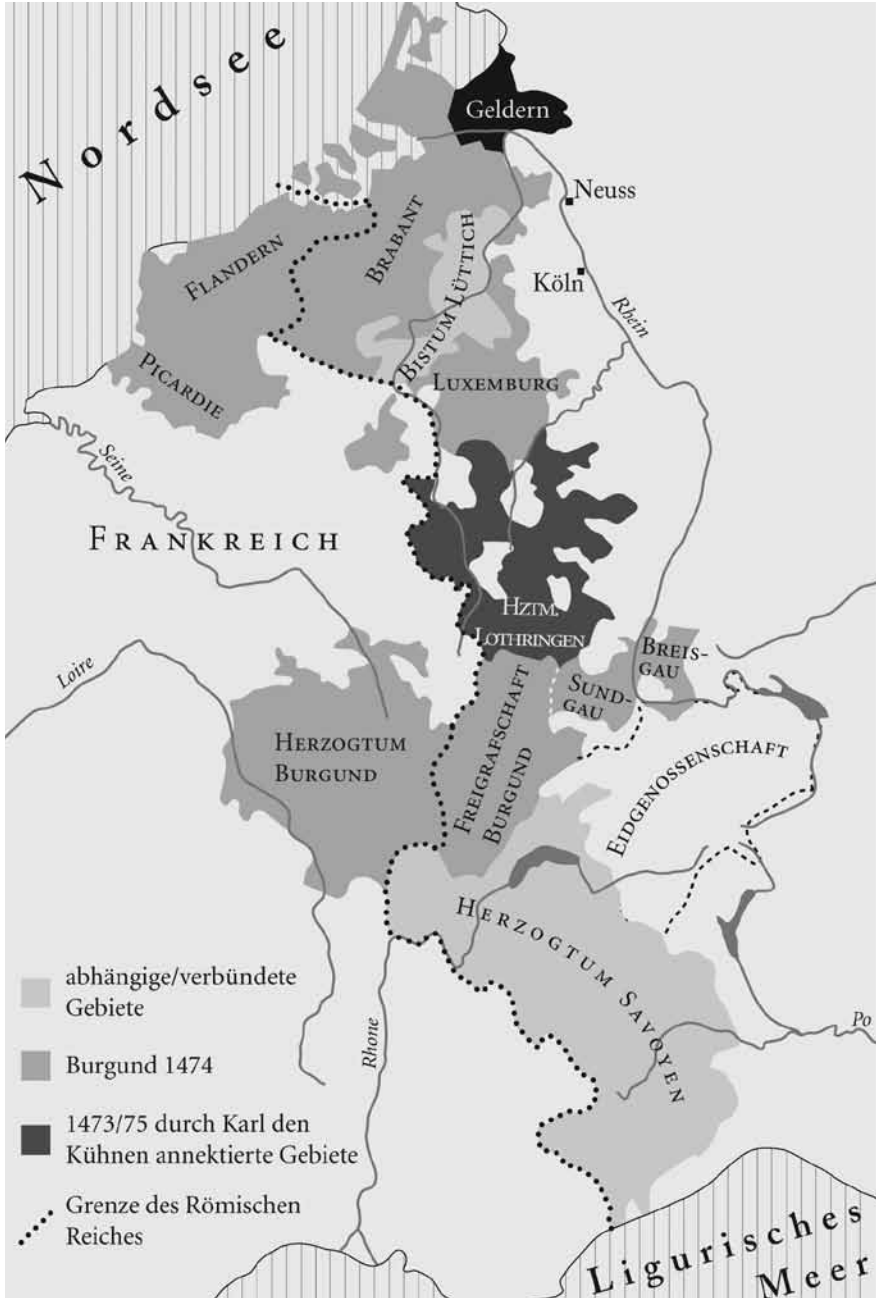 Nordsee
Geldern
Neuss
Köln
Rhein
FLANDERN
BRABANT
BISTUM LÜTTICH
PICARDIE
LUXEMBURG
Seine
FRANKREICH
HZTM.
LOTHRINGEN
BREIS-
GAU
SUND-
GAU
Loire
HERZOGTUM
BURGUND
FREIGRAFSCHAFT
BURGUND
EIDGENOSSENSCHAFT
HERZOGTUM SAVOYEN
Rhone
Po
abhängige/verbündete
Gebiete
Burgund 1474
1473/75 durch Karl den
Kühnen annektierte Gebiete
Grenze des Römischen
Reiches
Ligurisches
Meer